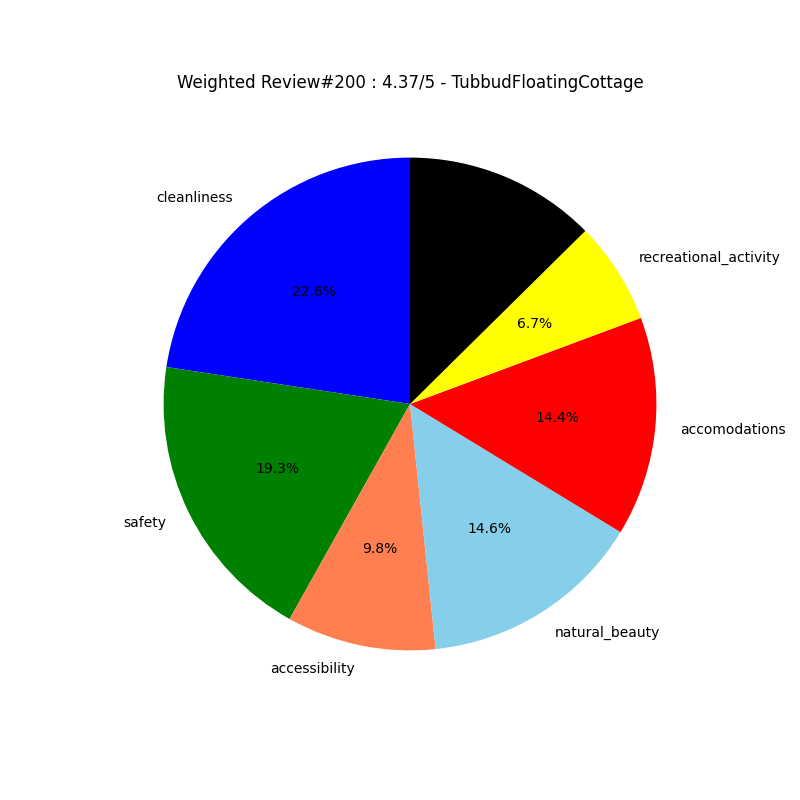 Weighted Review#200 : 4.37/5 - TubbudFloatingCottage
cleanliness
recreational_activity
22.6%
6.7%
14.4%
accomodations
19.3%
safety
14.6%
9.8%
natural_beauty
accessibility